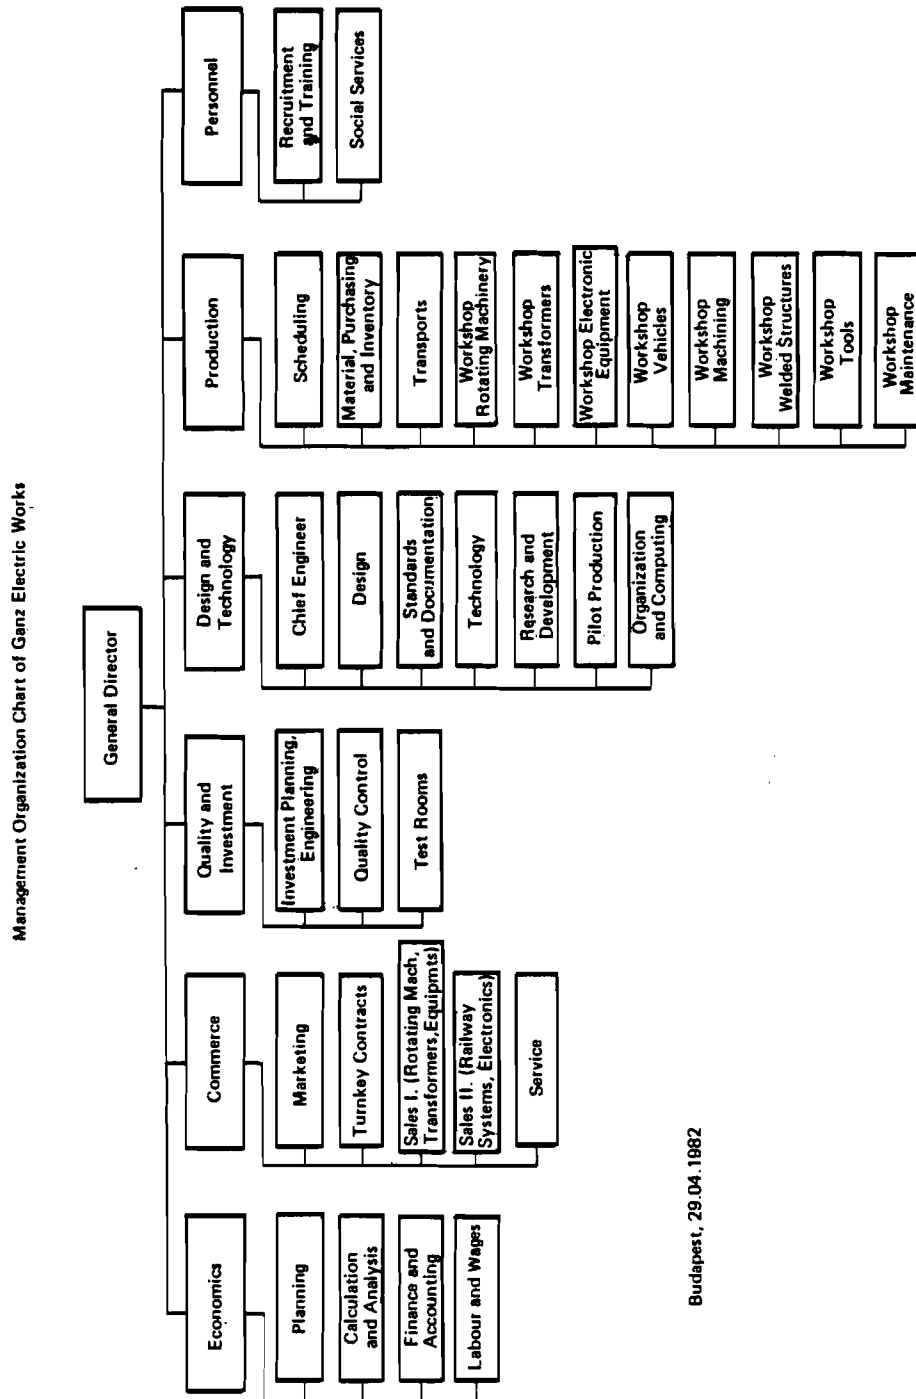 Management Organization Chart of Ganz Electric Works
General Director
Economics
Commerce
Quality and
Investment
Design and
Technology
Production
Personnel
Planning
Calculation
and Analysis
Finance and
Accounting
Labour and Wages
Marketing
Turnkey Contracts
Sales I. (Rotating Mach,
Transformers,Equipmts)
Sales II. (Railway
Systems, Electronics)
Service
Investment Planning,
Engineering
Quality Control
Test Rooms
Chief Engineer
Design
Standards
and Documentation
Technology
Research and
Development
Pilot Production
Organization
and Computing
Scheduling
Material, Purchasing
and Inventory
Transports
Workshop
Rotating Machinery
Workshop
Transformers
Workshop Electronic
Equipment
Workshop
Vehicles
Workshop
Machining
Workshop
Welded Structures
Workshop
Tools
Workshop
Maintenance
Recruitment
and Training
Social Services
Budapest, 29.04.1982